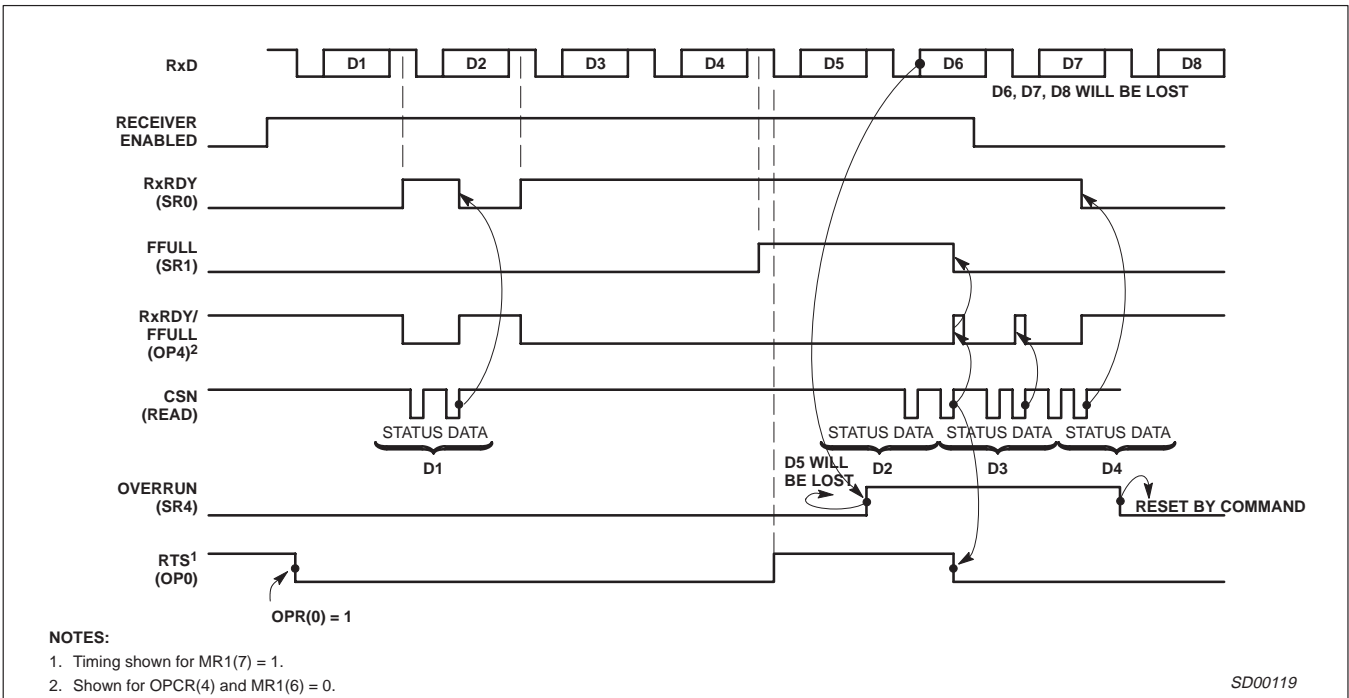 RxD D1 D2 D3 D4 D5 D6 D7 D8
D6, D7, D8 WILL BE LOST
RECEIVER
ENABLED
RxRDY
(SR0)
FFULL
(SR1)
RxRDY/
FFULL
(OP4)2
CSN
(READ)
STATUS DATA STATUS DATA STATUS DATA STATUS DATA
D1 D2 D3 D4
D5 WILL
BE LOST
OVERRUN
(SR4)
RESET BY COMMAND
RTS1
(OP0)
OPR(0) = 1
NOTES:
1. Timing shown for MR1(7) = 1.
2. Shown for OPCR(4) and MR1(6) = 0.
SD00119